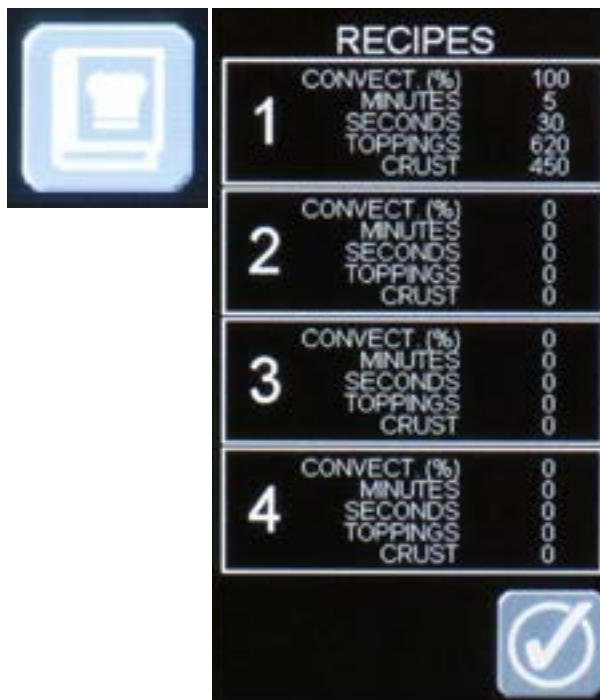 RECIPES
1
CONVECT. (%) 100
MINUTES 5
SECONDS 30
TOPPINGS 620
CRUST 450
2
CONVECT. (%) 0
MINUTES 0
SECONDS 0
TOPPINGS 0
CRUST 0
3
CONVECT. (%) 0
MINUTES 0
SECONDS 0
TOPPINGS 0
CRUST 0
4
CONVECT. (%) 0
MINUTES 0
SECONDS 0
TOPPINGS 0
CRUST 0